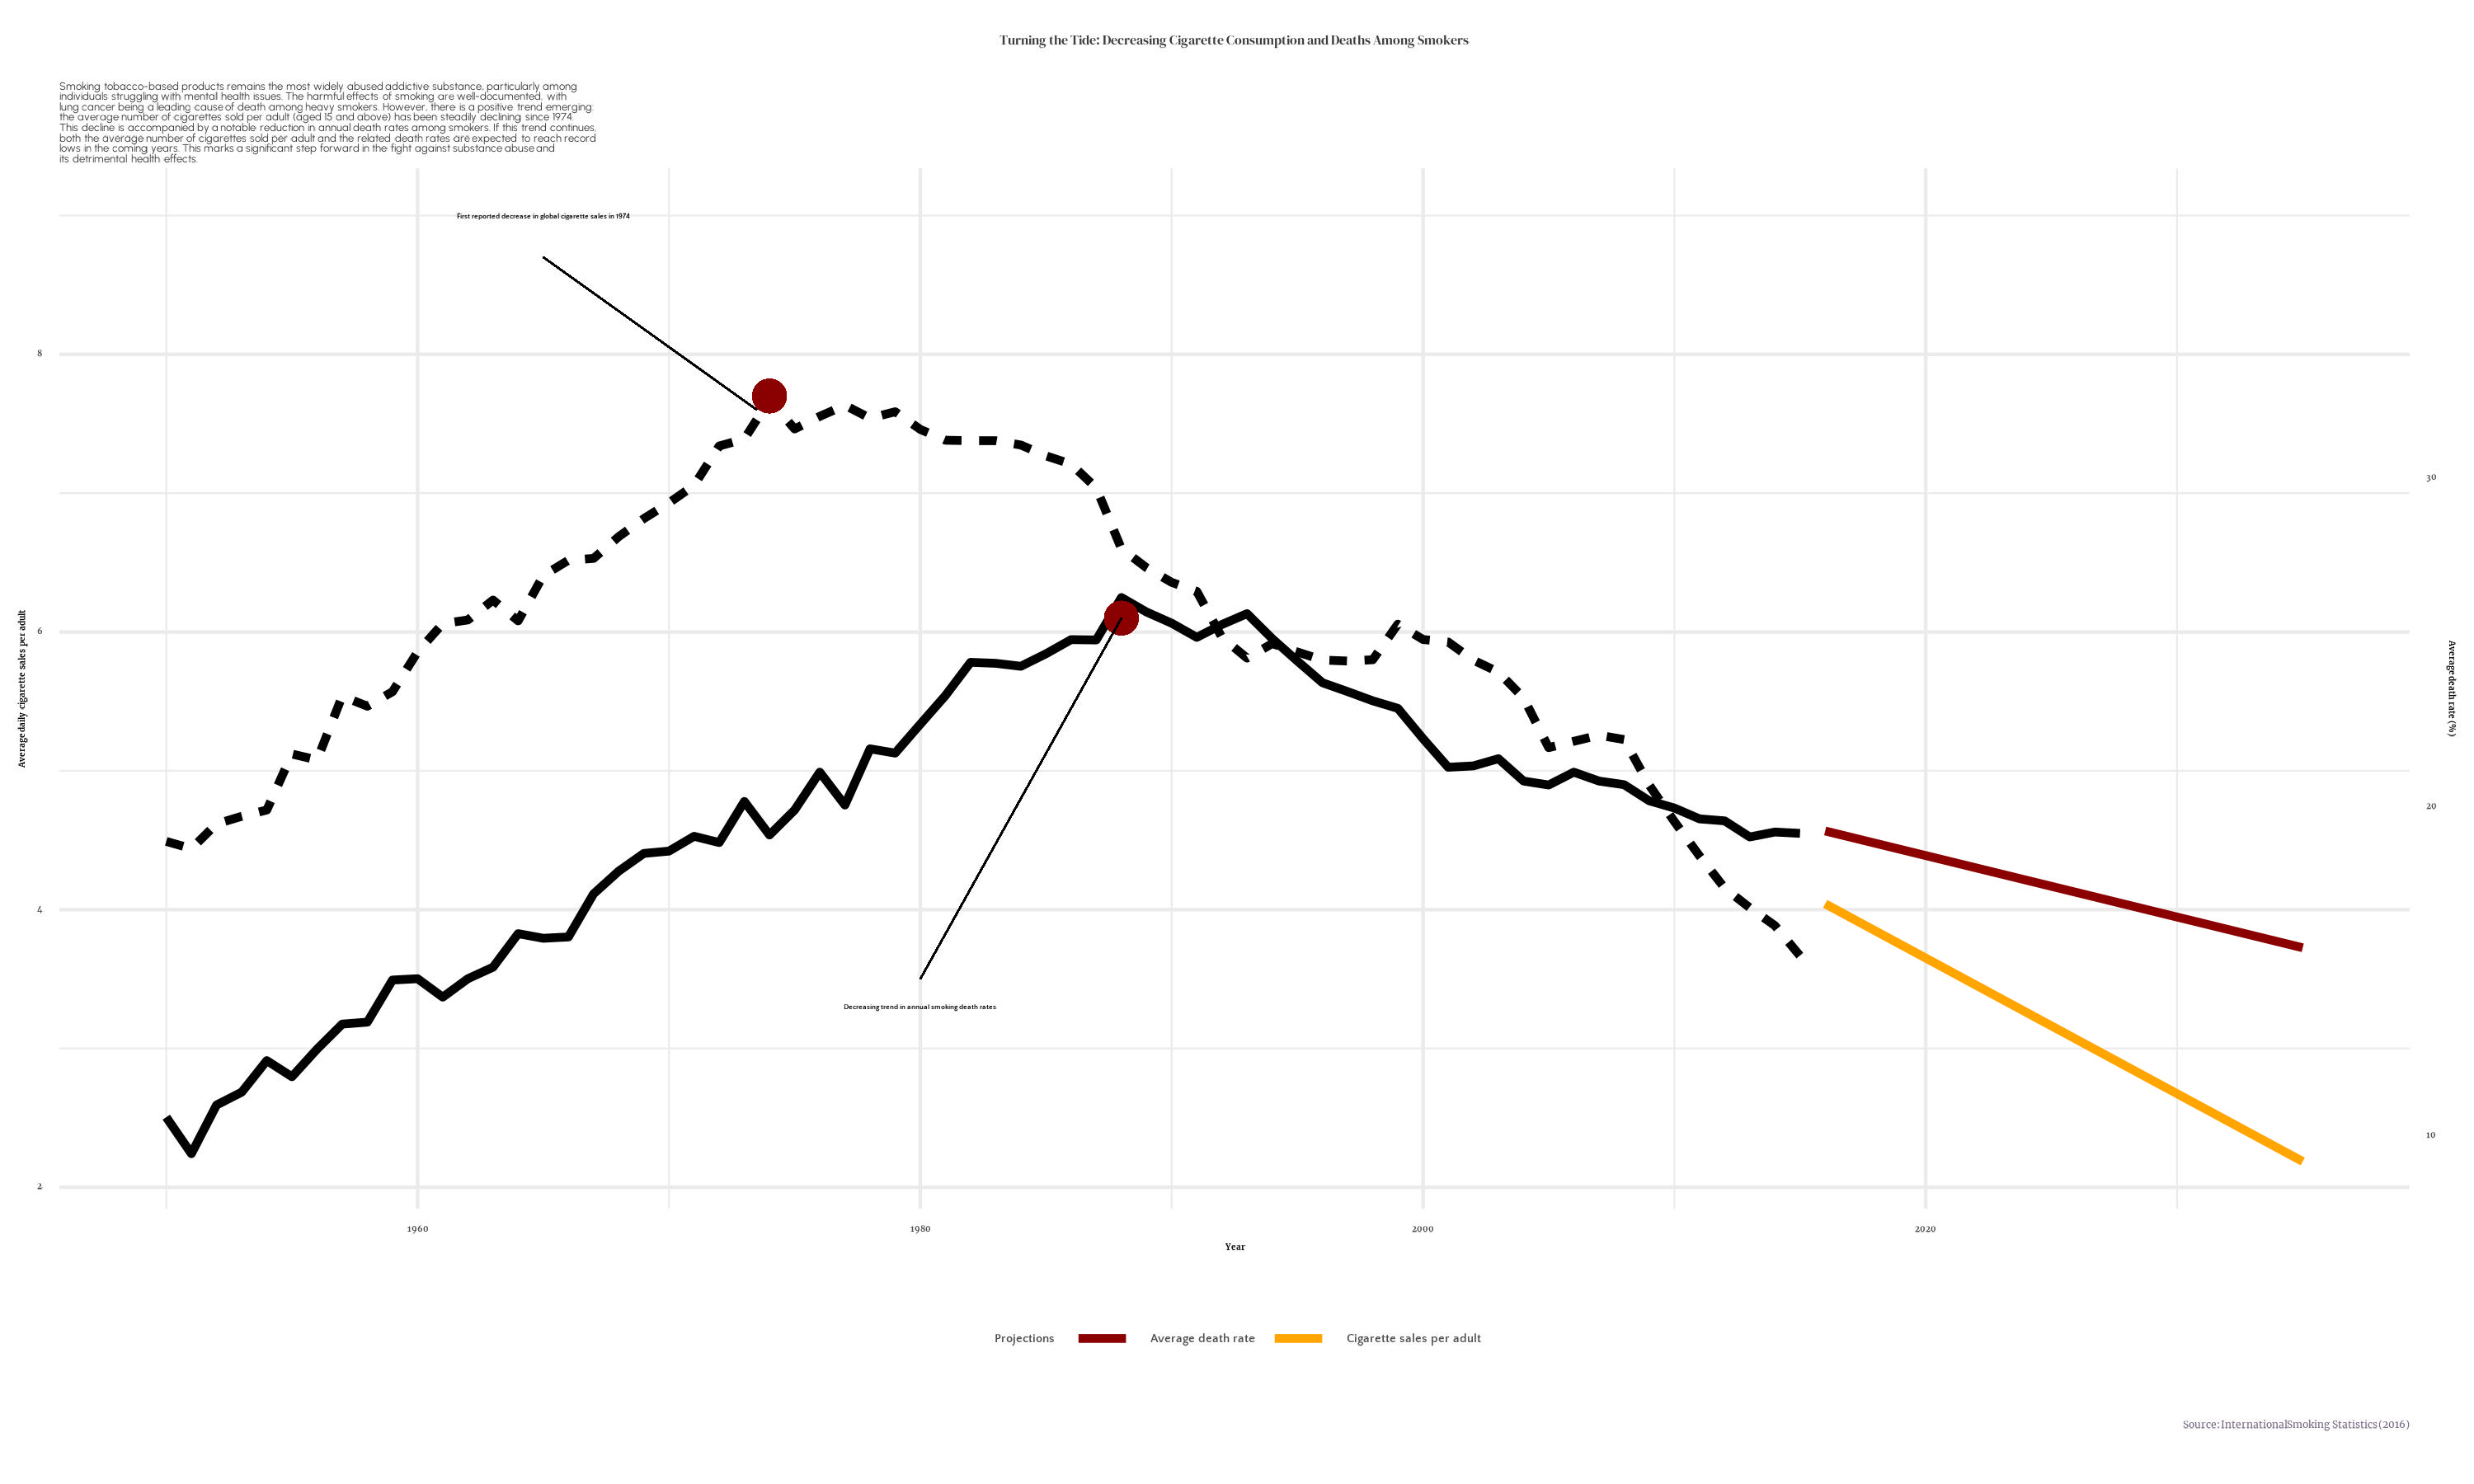 Turning the Tide: Decreasing Cigarette Consumption and Deaths Among Smokers
Smoking tobacco-based products remains the most widely abused addictive substance, particularly among
individuals struggling with mental health issues. The harmful effects of smoking are well-documented, with
lung cancer being a leading cause of death among heavy smokers. However, there is a positive trend emerging:
the average number of cigarettes sold per adult (aged 15 and above) has been steadily declining since 1974.
This decline is accompanied by a notable reduction in annual death rates among smokers. If this trend continues,
both the average number of cigarettes sold per adult and the related death rates are expected to reach record
lows in the coming years. This marks a significant step forward in the fight against substance abuse and
its detrimental health effects.
First reported decrease in global cigarette sales in 1974
8
6
4
2
Average daily cigarette sales per adult
30
20
10
Average death rate (%)
Decreasing trend in annual smoking death rates
1960
1980
2000
2020
Year
Projections
Average death rate
Cigarette sales per adult
Source: International Smoking Statistics (2016)